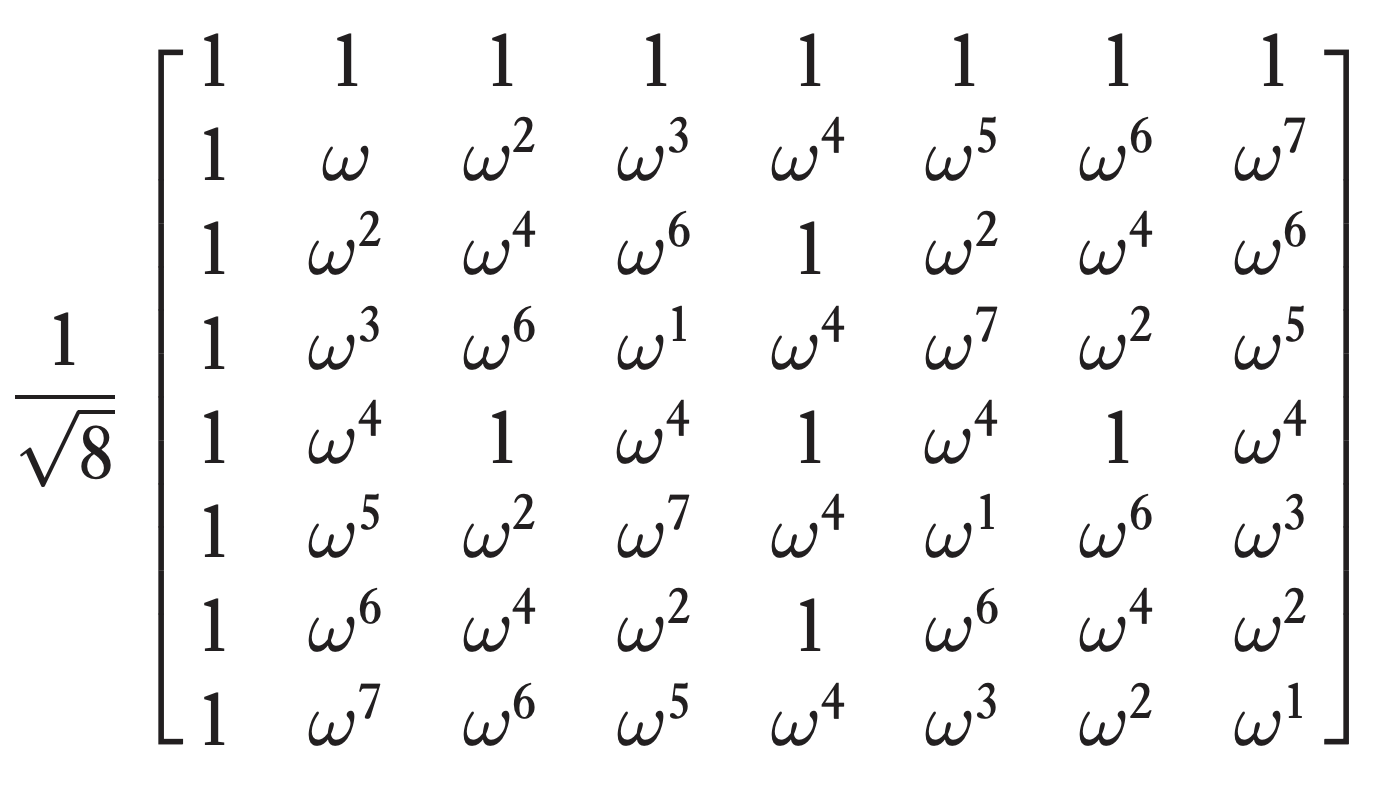 1/√8
1 1 1 1 1 1 1 1
1 ω ω² ω³ ω⁴ ω⁵ ω⁶ ω⁷
1 ω² ω⁴ ω⁶ 1 ω² ω⁴ ω⁶
1 ω³ ω⁶ ω¹ ω⁴ ω⁷ ω² ω⁵
1 ω⁴ 1 ω⁴ 1 ω⁴ 1 ω⁴
1 ω⁵ ω² ω⁷ ω⁴ ω¹ ω⁶ ω³
1 ω⁶ ω⁴ ω² 1 ω⁶ ω⁴ ω²
1 ω⁷ ω⁶ ω⁵ ω⁴ ω³ ω² ω¹